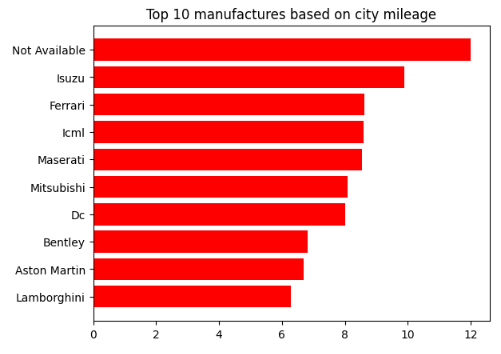 Top 10 manufactures based on city mileage
Not Available
Isuzu
Ferrari
Icml
Maserati
Mitsubishi
Dc
Bentley
Aston Martin
Lamborghini
0 2 4 6 8 10 12